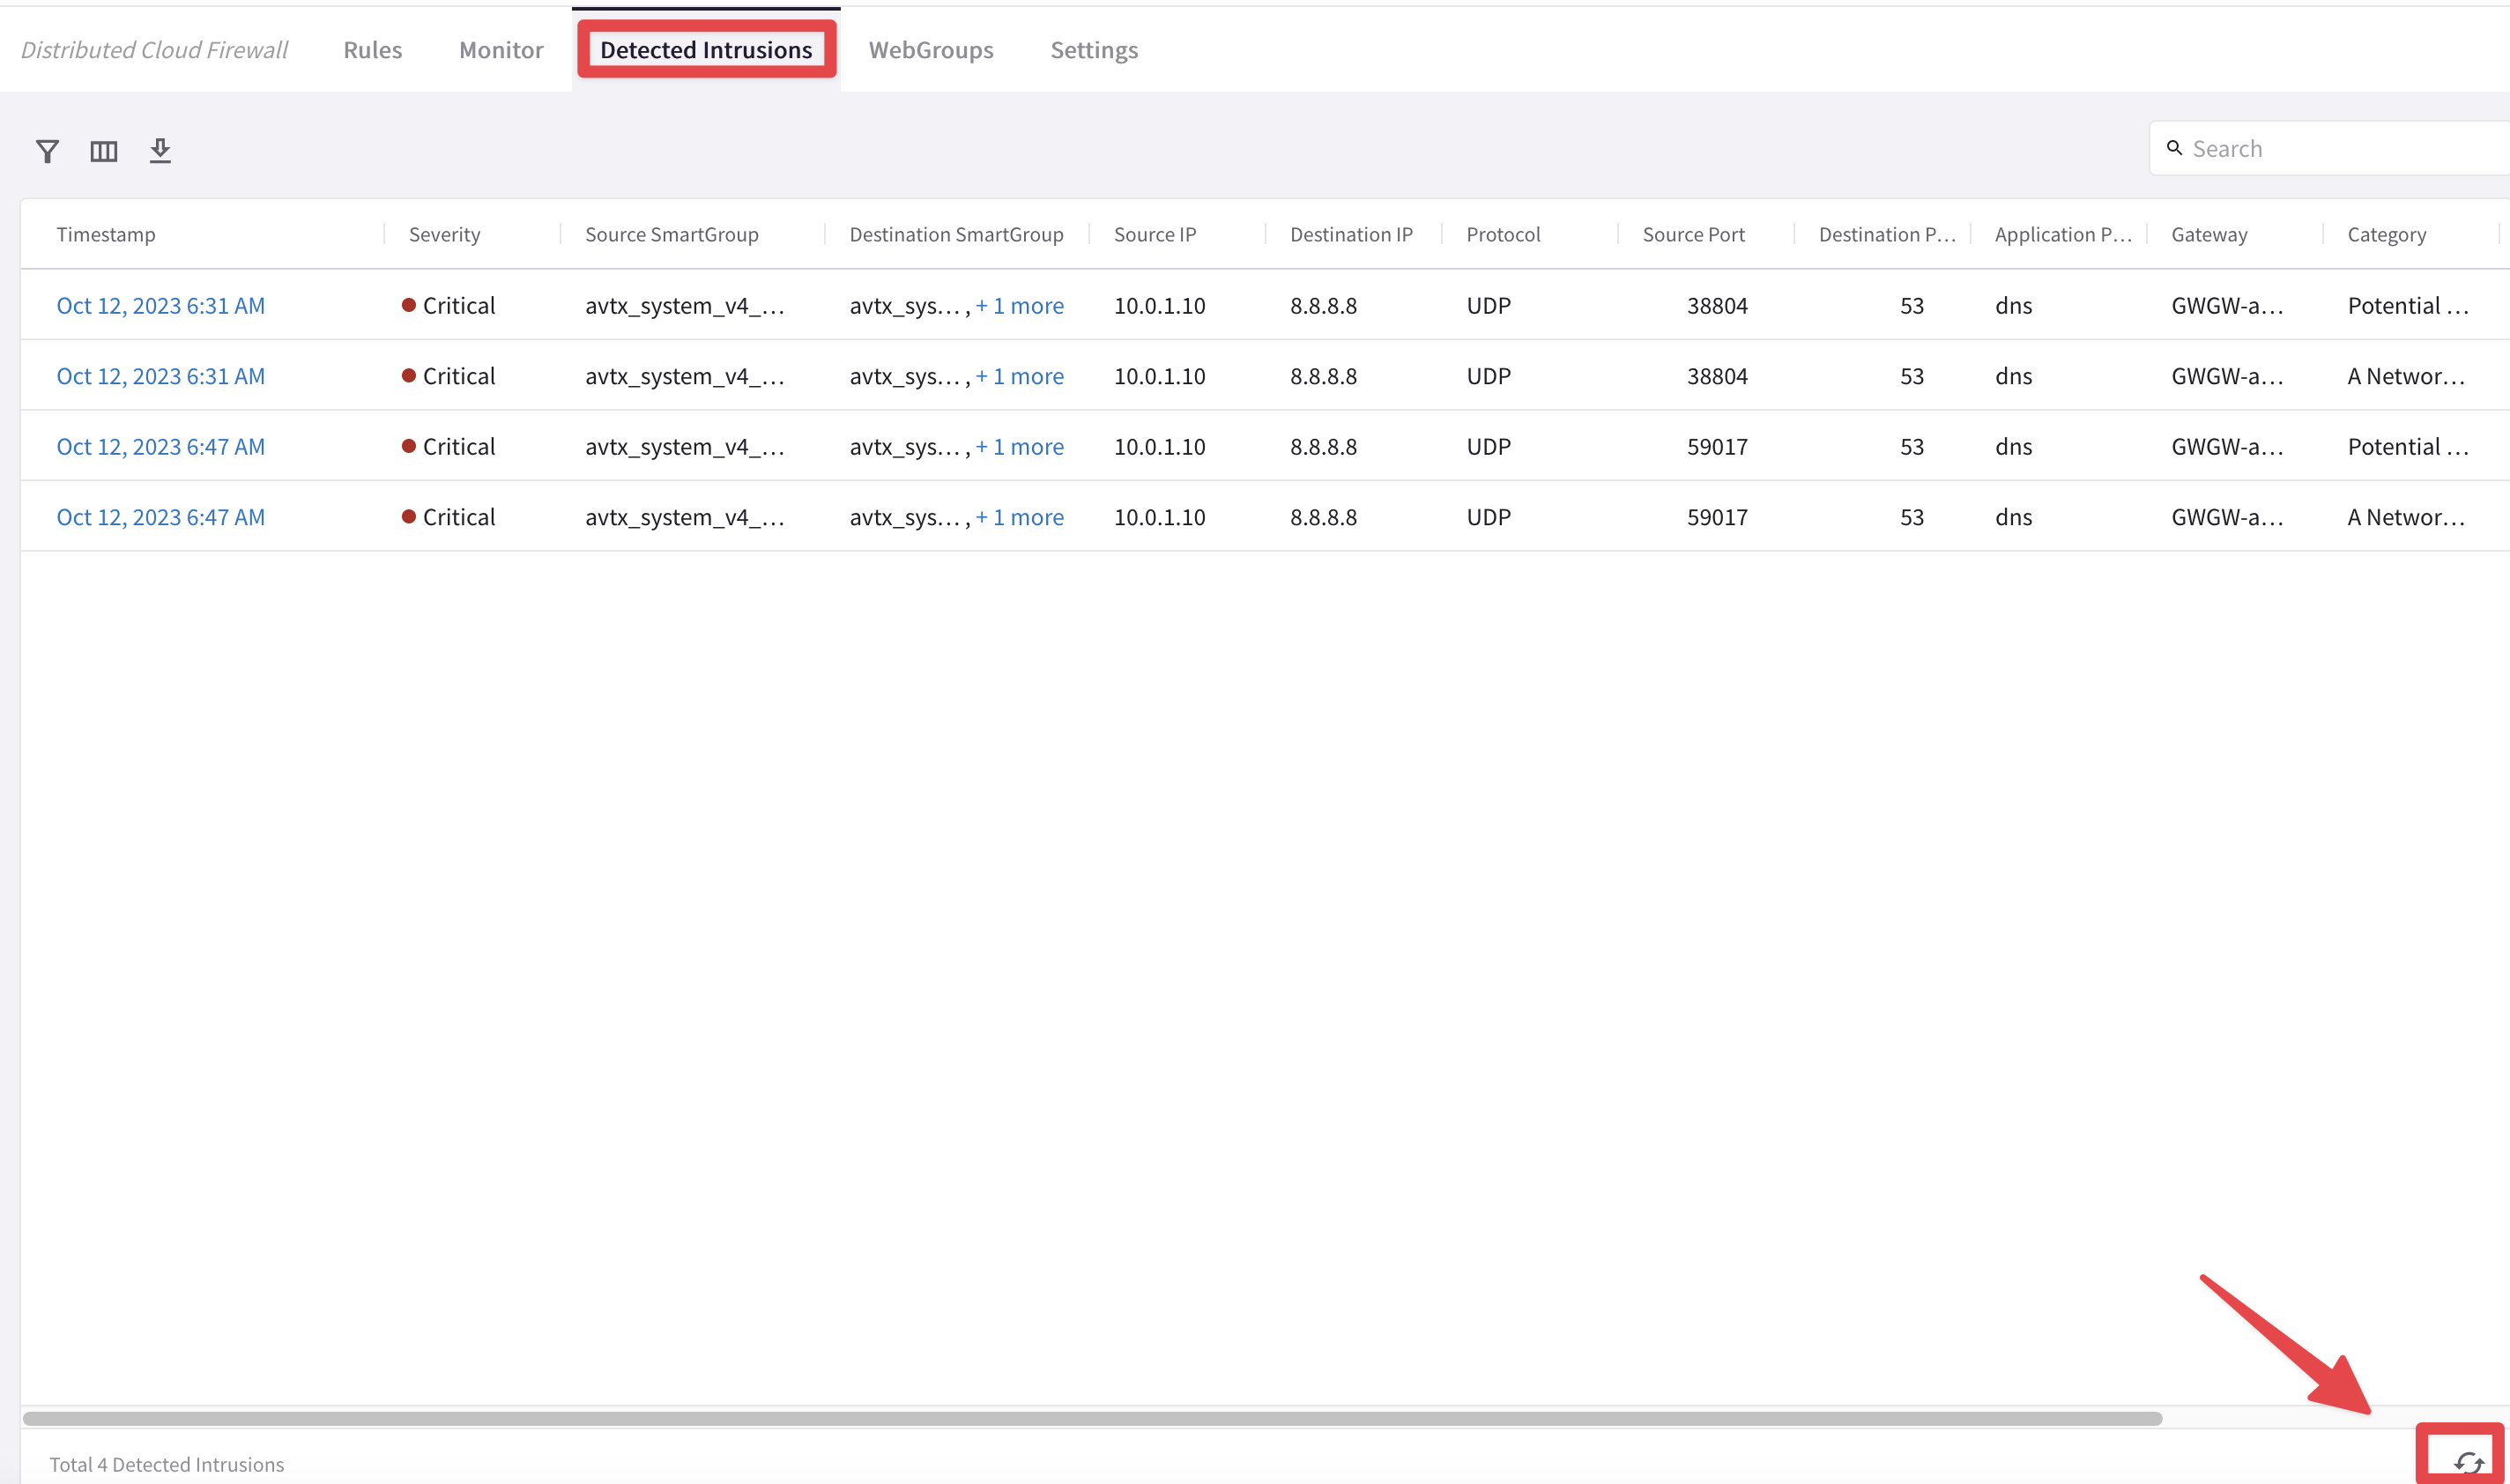 Distributed Cloud Firewall Rules Monitor Detected Intrusions WebGroups Settings
Search
Timestamp Severity Source SmartGroup Destination SmartGroup Source IP Destination IP Protocol Source Port Destination P… Application P… Gateway Category
Oct 12, 2023 6:31 AM Critical avtx_system_v4_… avtx_sys… , + 1 more 10.0.1.10 8.8.8.8 UDP 38804 53 dns GWGW-a… Potential …
Oct 12, 2023 6:31 AM Critical avtx_system_v4_… avtx_sys… , + 1 more 10.0.1.10 8.8.8.8 UDP 38804 53 dns GWGW-a… A Networ…
Oct 12, 2023 6:47 AM Critical avtx_system_v4_… avtx_sys… , + 1 more 10.0.1.10 8.8.8.8 UDP 59017 53 dns GWGW-a… Potential …
Oct 12, 2023 6:47 AM Critical avtx_system_v4_… avtx_sys… , + 1 more 10.0.1.10 8.8.8.8 UDP 59017 53 dns GWGW-a… A Networ…
Total 4 Detected Intrusions